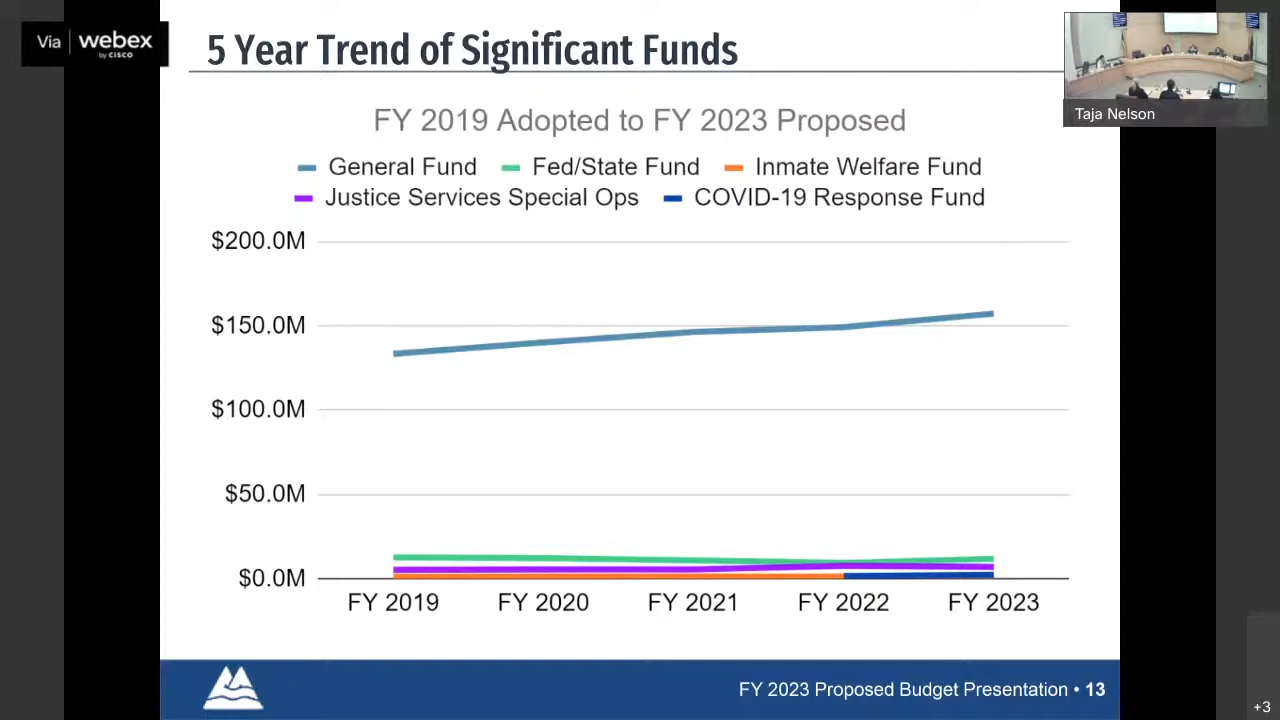 Via webex
by CISCO
5 Year Trend of Significant Funds
Taja Nelson
FY 2019 Adopted to FY 2023 Proposed
General Fund Fed/State Fund Inmate Welfare Fund
Justice Services Special Ops COVID-19 Response Fund
$200.0M
$150.0M
$100.0M
$50.0M
$0.0M
FY 2019 FY 2020 FY 2021 FY 2022 FY 2023
FY 2023 Proposed Budget Presentation • 13
+3